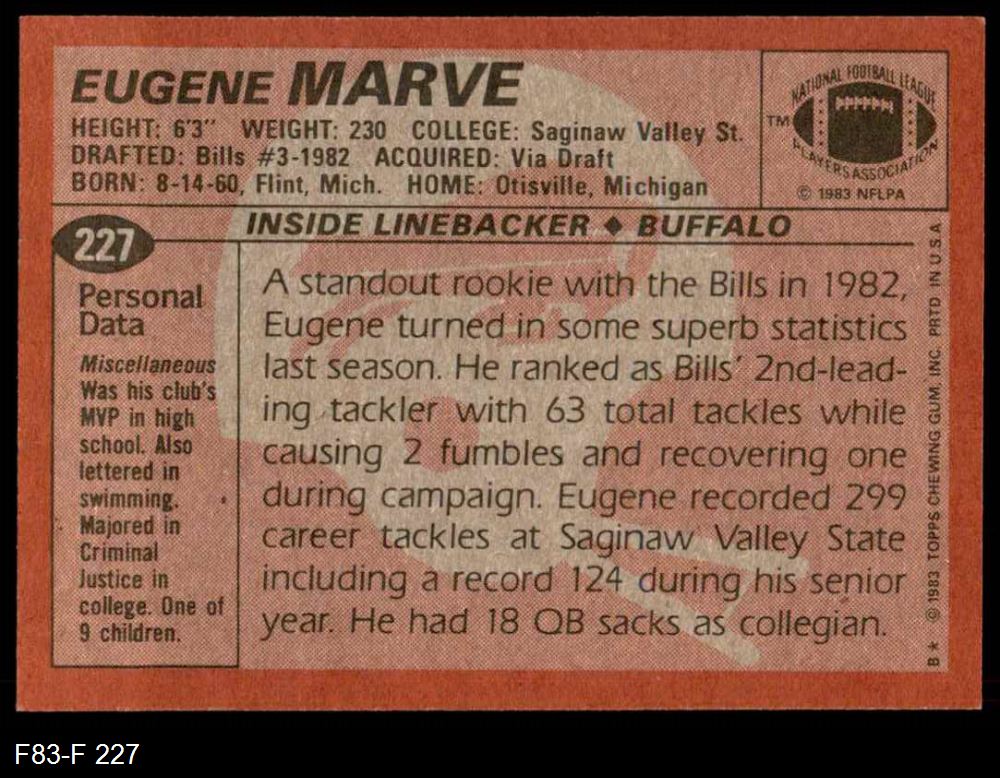 EUGENE MARVE
HEIGHT: 6'3" WEIGHT: 230 COLLEGE: Saginaw Valley St.
DRAFTED: Bills #3-1982 ACQUIRED: Via Draft
BORN: 8-14-60, Flint, Mich. HOME: Otisville, Michigan
NATIONAL FOOTBALL LEAGUE
TM
NFLPA
PLAYERS ASSOCIATION
© 1983 NFLPA
INSIDE LINEBACKER ♦ BUFFALO
227
Personal
Data
Miscellaneous
Was his club's
MVP in high
school. Also
lettered in
swimming.
Majored in
Criminal
Justice in
college. One of
9 children.
A standout rookie with the Bills in 1982,
Eugene turned in some superb statistics
last season. He ranked as Bills' 2nd-lead-
ing tackler with 63 total tackles while
causing 2 fumbles and recovering one
during campaign. Eugene recorded 299
career tackles at Saginaw Valley State
including a record 124 during his senior
year. He had 18 QB sacks as collegian.
B* © 1983 TOPPS CHEWING GUM, INC. PRTD IN U S A
F83-F 227